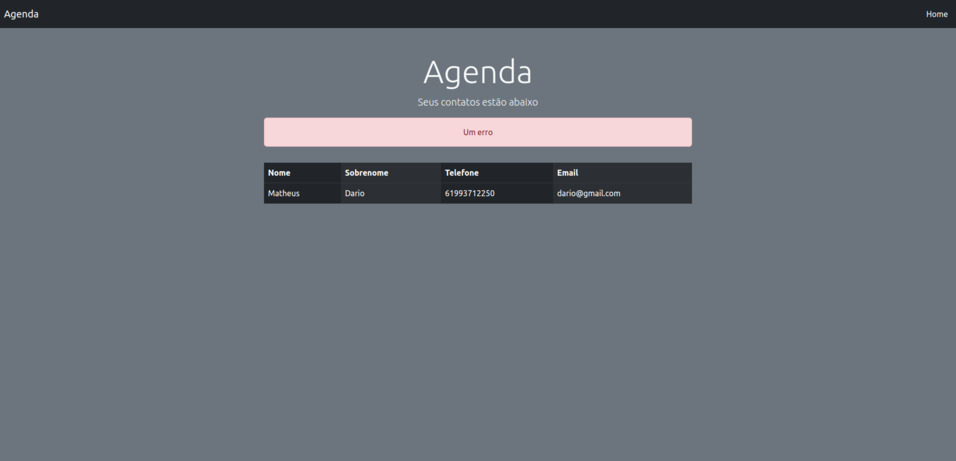 Agenda Home
Agenda
Seus contatos estão abaixo
Um erro
Nome Sobrenome Telefone Email
Matheus Dario 61993712250 dario@gmail.com